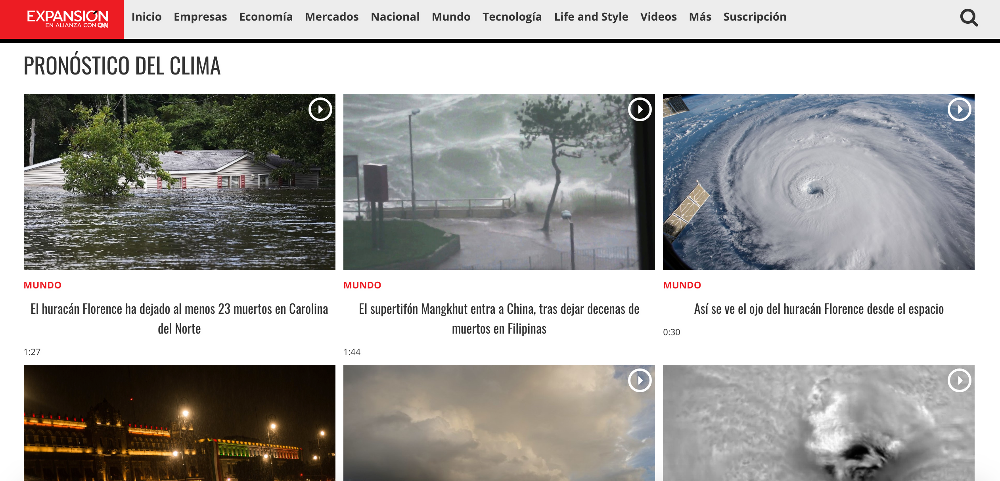 EXPANSIÓN
EN ALIANZA CON CNN
Inicio Empresas Economía Mercados Nacional Mundo Tecnología Life and Style Videos Más Suscripción
PRONÓSTICO DEL CLIMA
MUNDO
El huracán Florence ha dejado al menos 23 muertos en Carolina
del Norte
1:27
MUNDO
El supertifón Mangkhut entra a China, tras dejar decenas de
muertos en Filipinas
1:44
MUNDO
Así se ve el ojo del huracán Florence desde el espacio
0:30